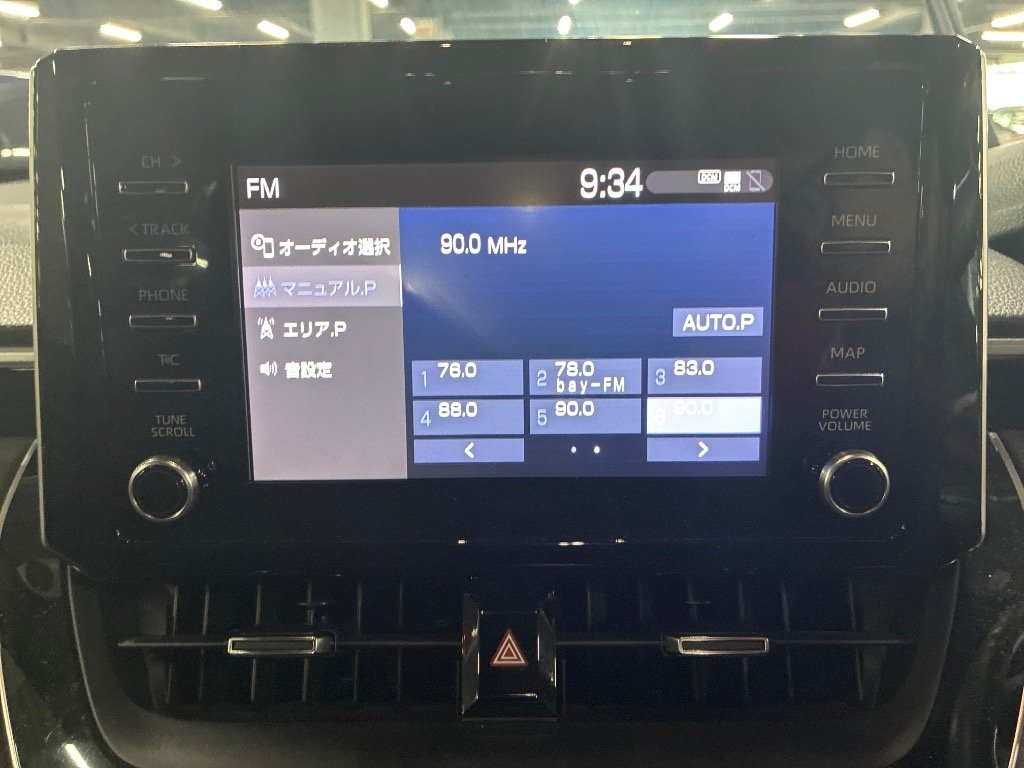 CH >
< TRACK
PHONE
T·C
TUNE
SCROLL
FM
9:34
DCM
オーディオ選択
マニュアル.P
エリア.P
音設定
90.0 MHz
AUTO.P
1 76.0
2 78.0
bay-FM
3 83.0
4 88.0
5 90.0
6 90.0
<
>
HOME
MENU
AUDIO
MAP
POWER
VOLUME